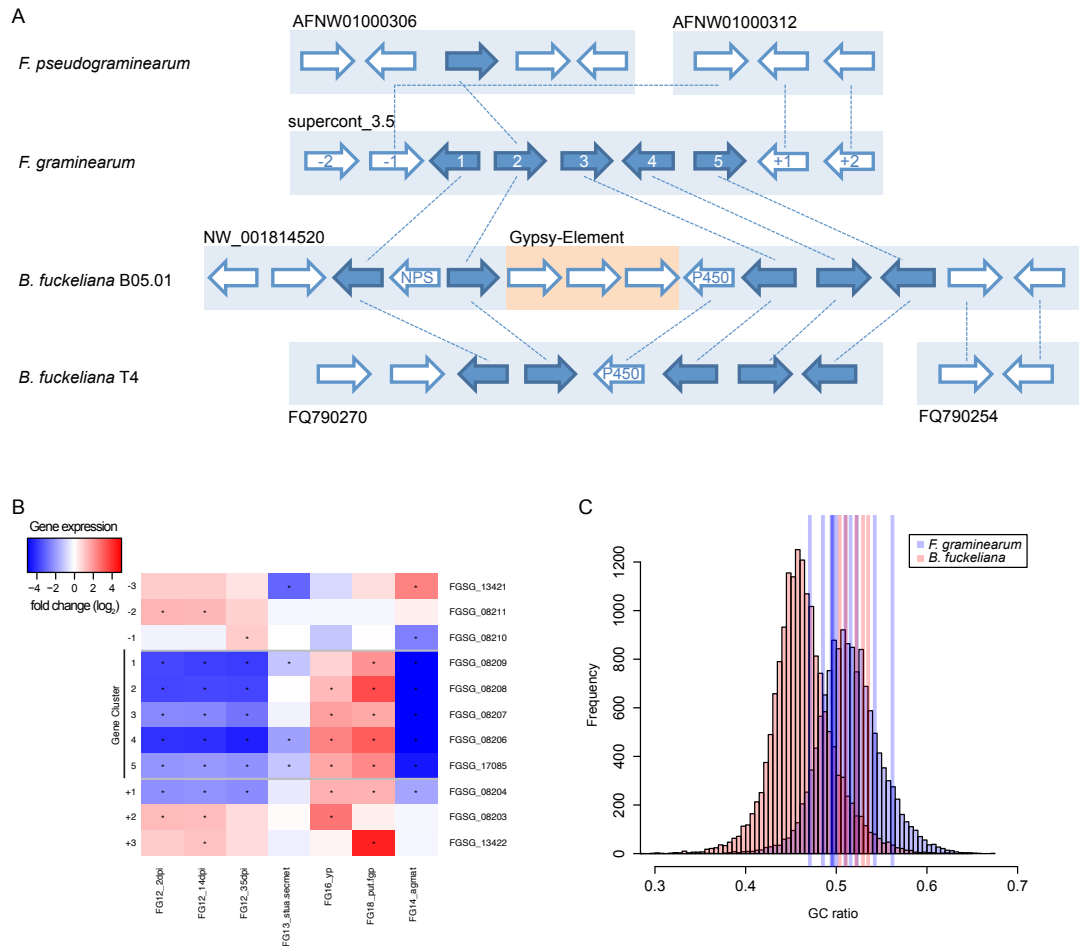 A
AFNW01000306
AFNW01000312
F. pseudograminearum
supercont_3.5
F. graminearum
-2 -1 1 2 3 4 5 +1 +2
NW_001814520
Gypsy-Element
B. fuckeliana B05.01
NPS P450
B. fuckeliana T4
P450
FQ790270
FQ790254
B
Gene expression
−4 −2 0 2 4
fold change (log2)
-3 FGSG_13421
-2 FGSG_08211
-1 FGSG_08210
Gene Cluster
1 FGSG_08209
2 FGSG_08208
3 FGSG_08207
4 FGSG_08206
5 FGSG_17085
+1 FGSG_08204
+2 FGSG_08203
+3 FGSG_13422
FG12_2dpi
FG12_14dpi
FG12_35dpi
FG13_stua.secmet
FG16_yp
FG18_put.fgp
FG14_agmat
C
F. graminearum
B. fuckeliana
Frequency
0 200 400 600 800 1000 1200
0.3 0.4 0.5 0.6 0.7
GC ratio